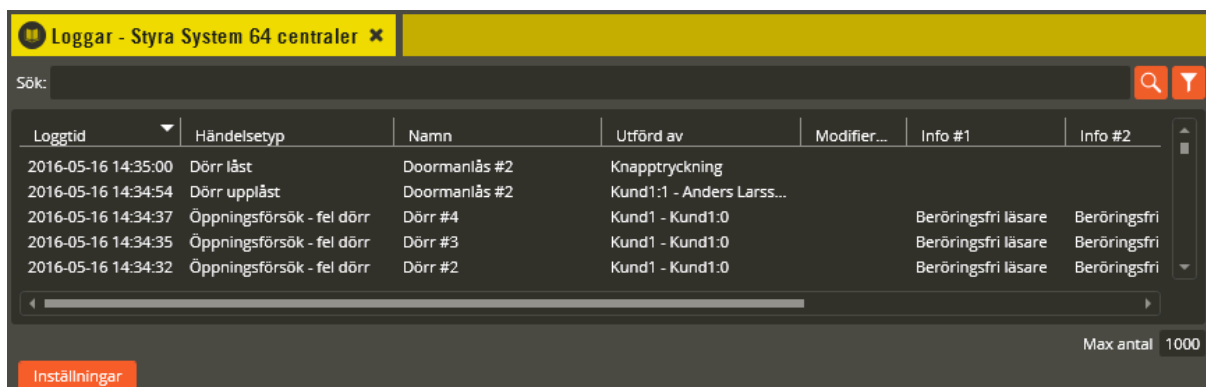 Loggar - Styra System 64 centraler ✖
Sök:
Loggtid Händelsetyp Namn Utförd av Modifier... Info #1 Info #2
2016-05-16 14:35:00 Dörr låst Doormanlås #2 Knapptryckning
2016-05-16 14:34:54 Dörr upplåst Doormanlås #2 Kund1:1 - Anders Larss...
2016-05-16 14:34:37 Öppningsförsök - fel dörr Dörr #4 Kund1 - Kund1:0 Beröringsfri läsare Beröringsfri
2016-05-16 14:34:35 Öppningsförsök - fel dörr Dörr #3 Kund1 - Kund1:0 Beröringsfri läsare Beröringsfri
2016-05-16 14:34:32 Öppningsförsök - fel dörr Dörr #2 Kund1 - Kund1:0 Beröringsfri läsare Beröringsfri
Max antal 1000
Inställningar